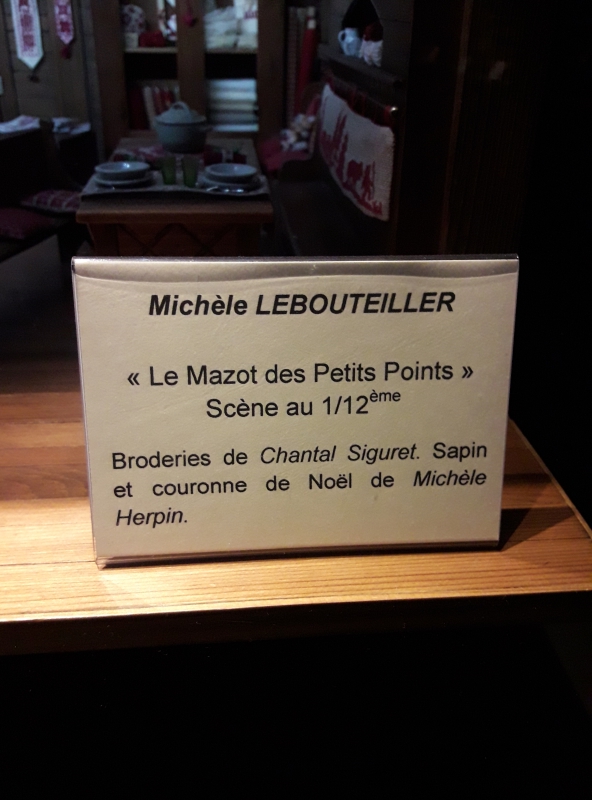 Michèle LEBOUTEILLER
« Le Mazot des Petits Points »
Scène au 1/12ème
Broderies de Chantal Siguret. Sapin
et couronne de Noël de Michèle
Herpin.